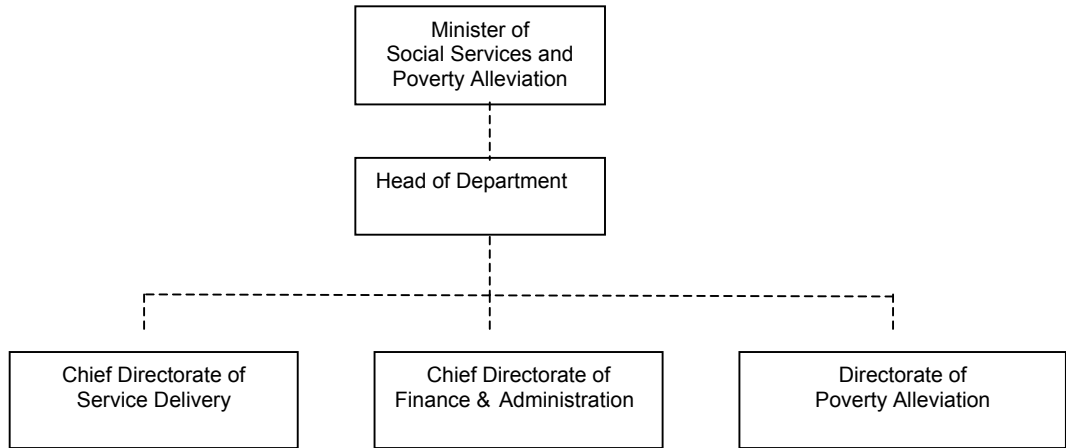 Minister of
Social Services and
Poverty Alleviation
Head of Department
Chief Directorate of
Service Delivery
Chief Directorate of
Finance & Administration
Directorate of
Poverty Alleviation